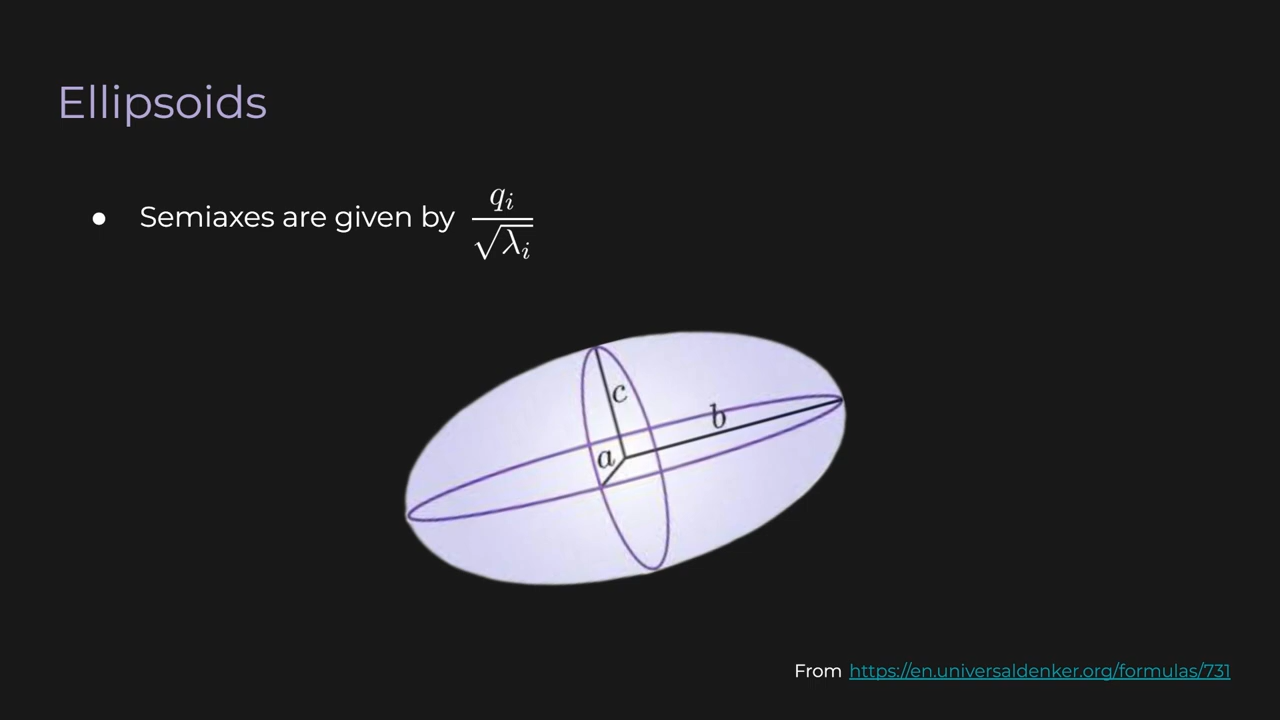 Ellipsoids
● Semiaxes are given by $\frac{q_i}{\sqrt{\lambda_i}}$
c
b
a
From https://en.universaldenker.org/formulas/731